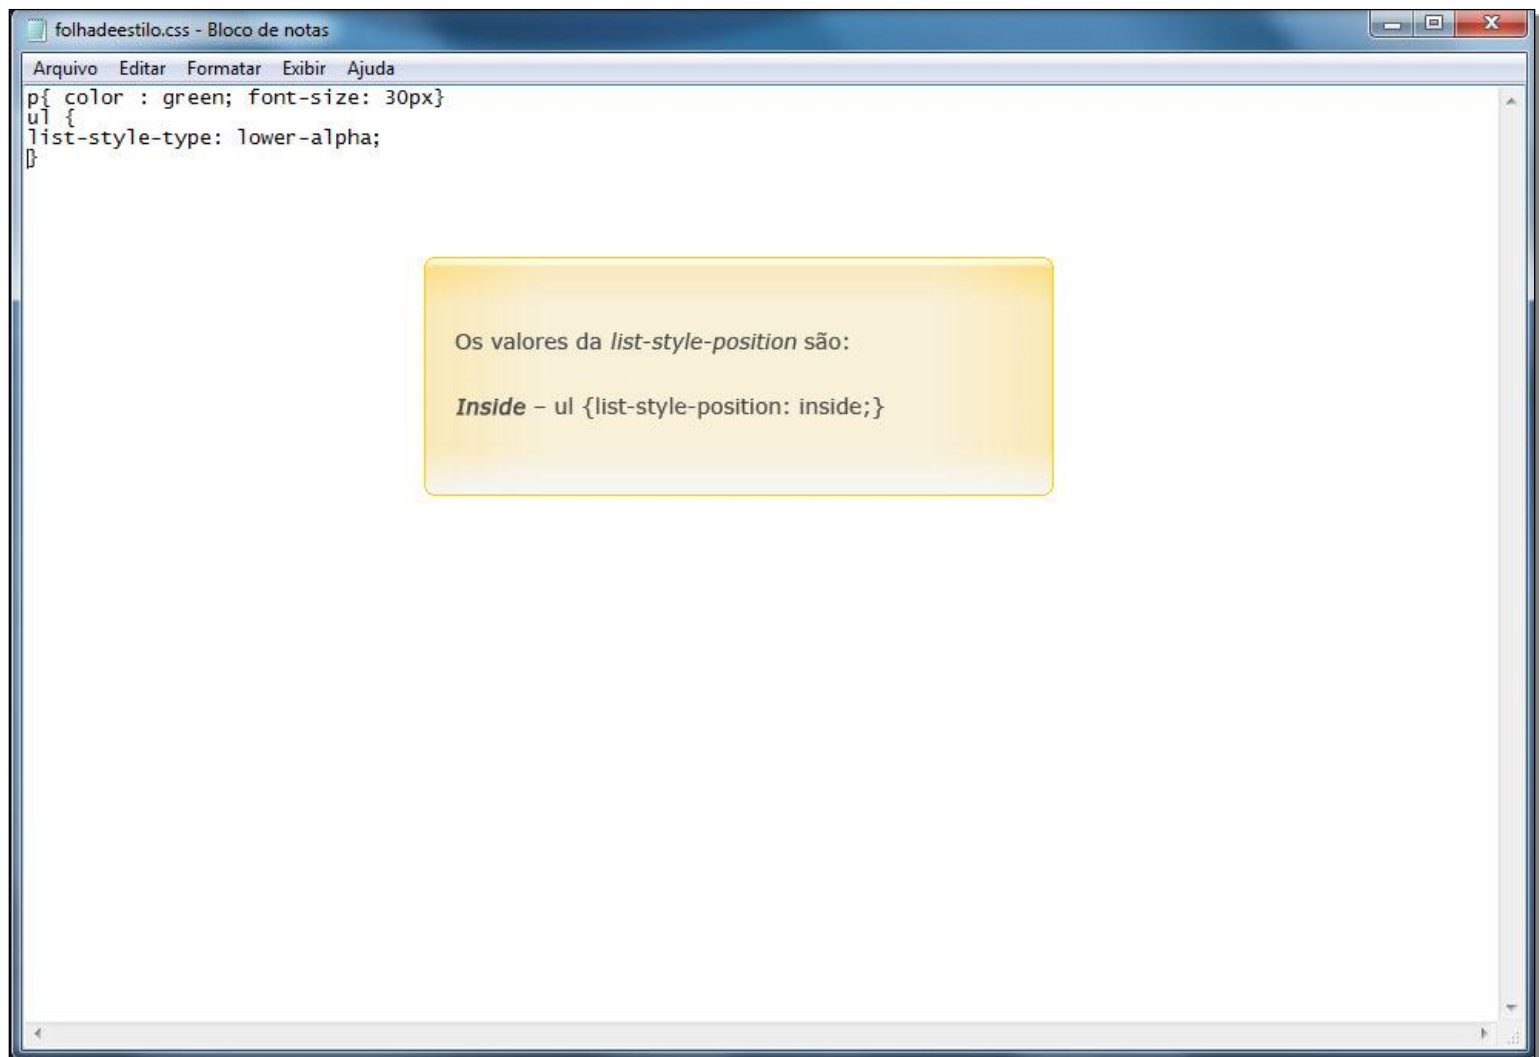 folhadeestilo.css - Bloco de notas
Arquivo Editar Formatar Exibir Ajuda
p{ color : green; font-size: 30px}
ul {
list-style-type: lower-alpha;
}
Os valores da list-style-position são:
Inside – ul {list-style-position: inside;}